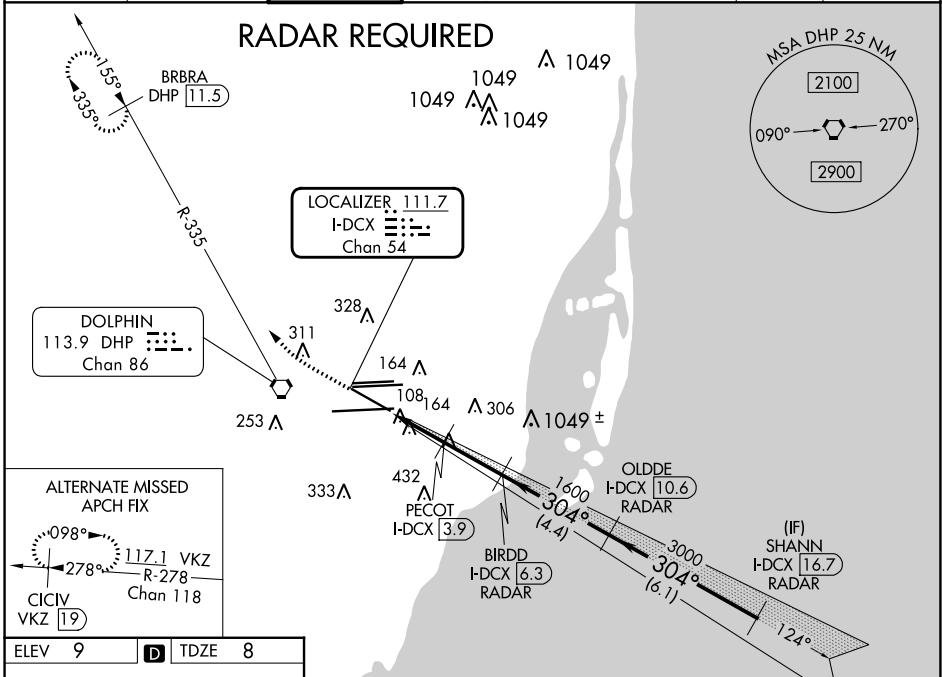 RADAR REQUIRED
155°
335°
BRBRA
DHP 11.5
1049
1049
1049
1049
MSA DHP 25 NM
2100
090°
270°
2900
R-335
LOCALIZER 111.7
I-DCX
Chan 54
DOLPHIN
113.9 DHP
Chan 86
328
311
164
108
164
306
1049 ±
253
333
432
PECOT
I-DCX 3.9
BIRDD
I-DCX 6.3
RADAR
1600
304°
(4.4)
OLDDE
I-DCX 10.6
RADAR
3000
304°
(6.1)
(IF)
SHANN
I-DCX 16.7
RADAR
124°
ALTERNATE MISSED
APCH FIX
098°
278°
117.1 VKZ
R-278
Chan 118
CICIV
VKZ 19
ELEV 9 D TDZE 8